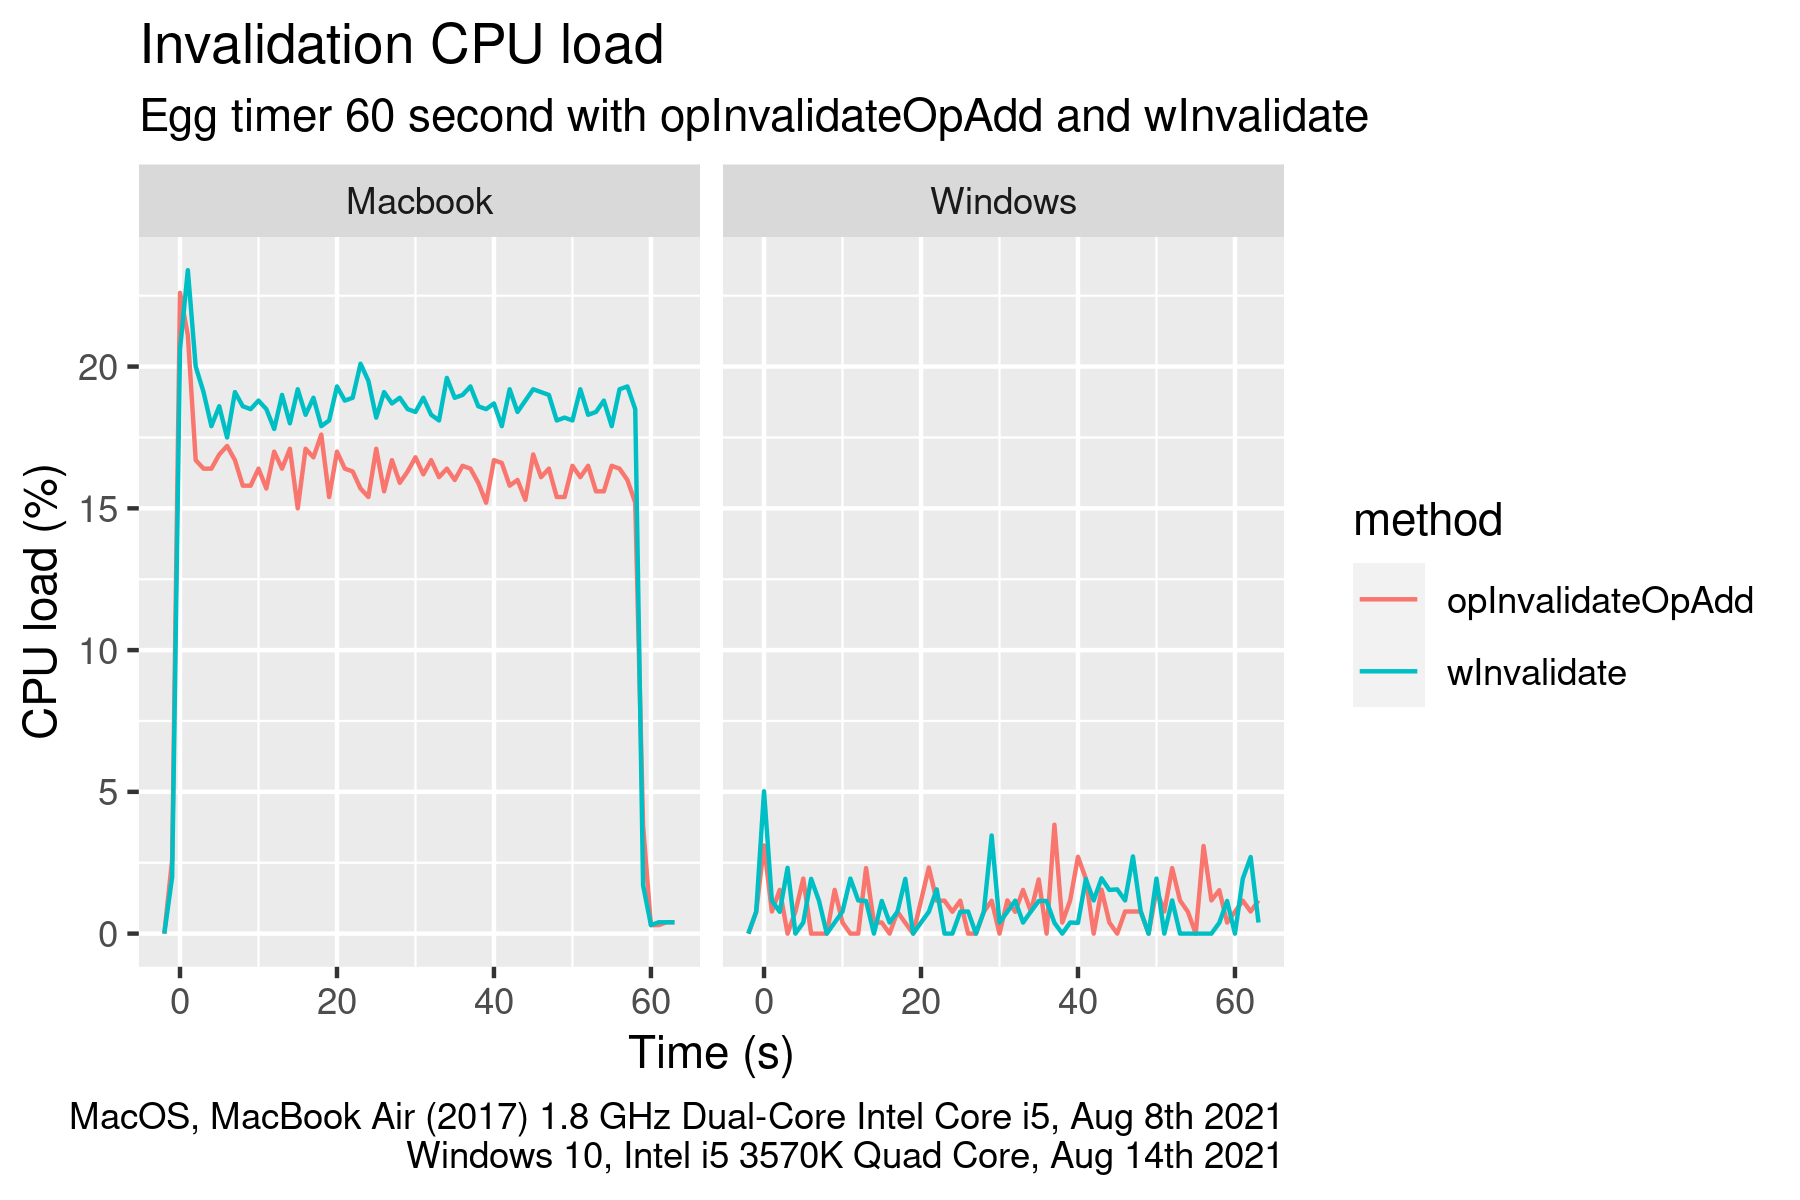 Invalidation CPU load
Egg timer 60 second with opInvalidateOpAdd and wInvalidate
Macbook
Windows
CPU load (%)
20
15
10
5
0
0 20 40 60
0 20 40 60
Time (s)
method
opInvalidateOpAdd
wInvalidate
MacOS, MacBook Air (2017) 1.8 GHz Dual-Core Intel Core i5, Aug 8th 2021
Windows 10, Intel i5 3570K Quad Core, Aug 14th 2021